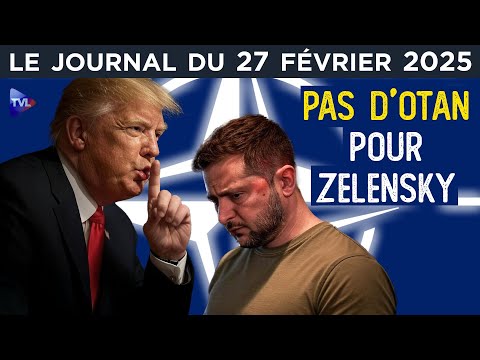 LE JOURNAL DU 27 FÉVRIER 2025
TVL
PAS D'OTAN
POUR
ZELENSKY